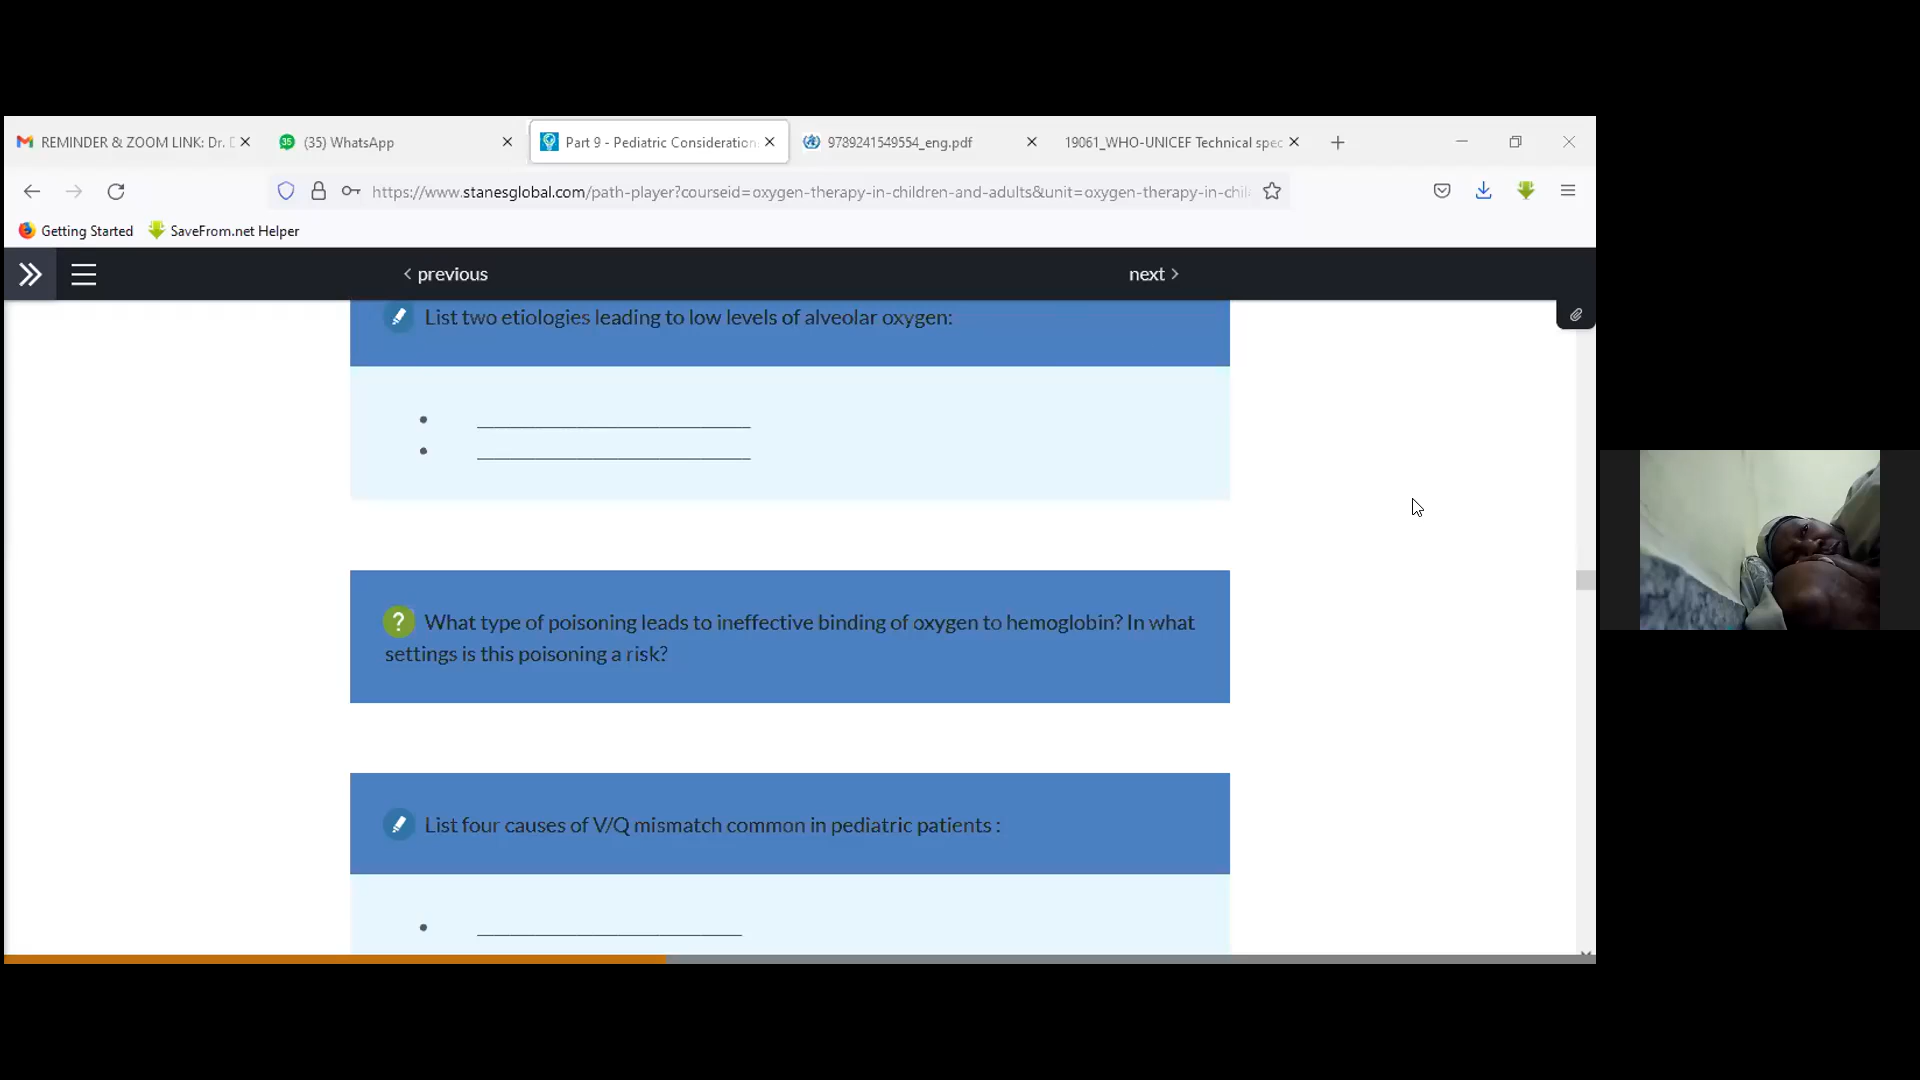 REMINDER & ZOOM LINK: Dr.
(35) WhatsApp
Part 9 - Pediatric Consideration
9789241549554_eng.pdf
19061_WHO-UNICEF Technical spec
https://www.stanesglobal.com/path-player?courseid=oxygen-therapy-in-children-and-adults&unit=oxygen-therapy-in-chil
Getting Started
SaveFrom.net Helper
previous
next
List two etiologies leading to low levels of alveolar oxygen:
What type of poisoning leads to ineffective binding of oxygen to hemoglobin? In what
settings is this poisoning a risk?
List four causes of V/Q mismatch common in pediatric patients :